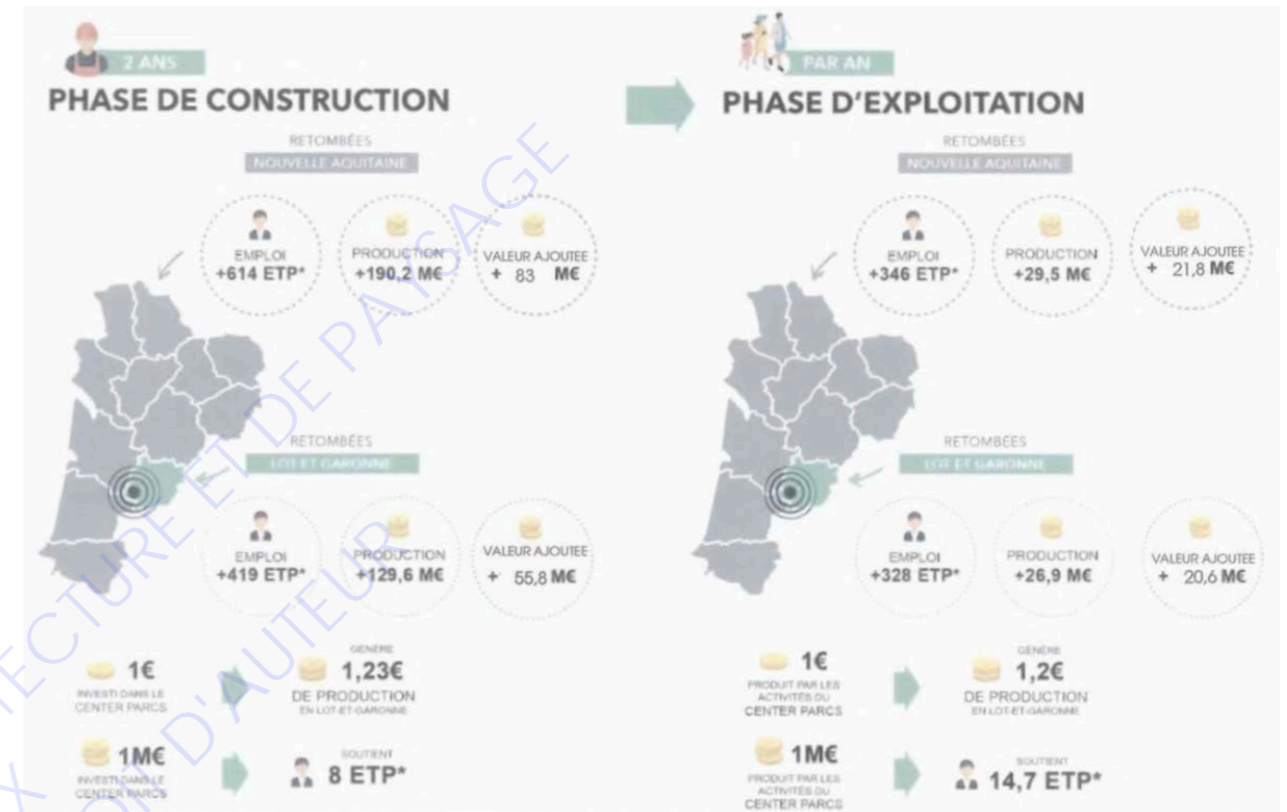 2 ANS
PHASE DE CONSTRUCTION
RETOMBÉES
NOUVELLE AQUITAINE
EMPLOI
+614 ETP*
PRODUCTION
+190,2 M€
VALEUR AJOUTEE
+ 83 M€
RETOMBÉES
LOT ET GARONNE
EMPLOI
+419 ETP*
PRODUCTION
+129,6 M€
VALEUR AJOUTEE
+ 55,8 M€
1€
INVESTI DANS LE
CENTER PARCS
GÉNÈRE
1,23€
DE PRODUCTION
EN LOT-ET-GARONNE
1M€
INVESTI DANS LE
CENTER PARCS
SOUTIENT
8 ETP*
PAR AN
PHASE D'EXPLOITATION
RETOMBÉES
NOUVELLE AQUITAINE
EMPLOI
+346 ETP*
PRODUCTION
+29,5 M€
VALEUR AJOUTEE
+ 21,8 M€
RETOMBÉES
LOT ET GARONNE
EMPLOI
+328 ETP*
PRODUCTION
+26,9 M€
VALEUR AJOUTEE
+ 20,6 M€
1€
PRODUIT PAR LES
ACTIVITÉS DU
CENTER PARCS
GÉNÈRE
1,2€
DE PRODUCTION
EN LOT-ET-GARONNE
1M€
PRODUIT PAR LES
ACTIVITÉS DU
CENTER PARCS
SOUTIENT
14,7 ETP*
ECTURE ET DE PAYSAGE
D'AUTEUR